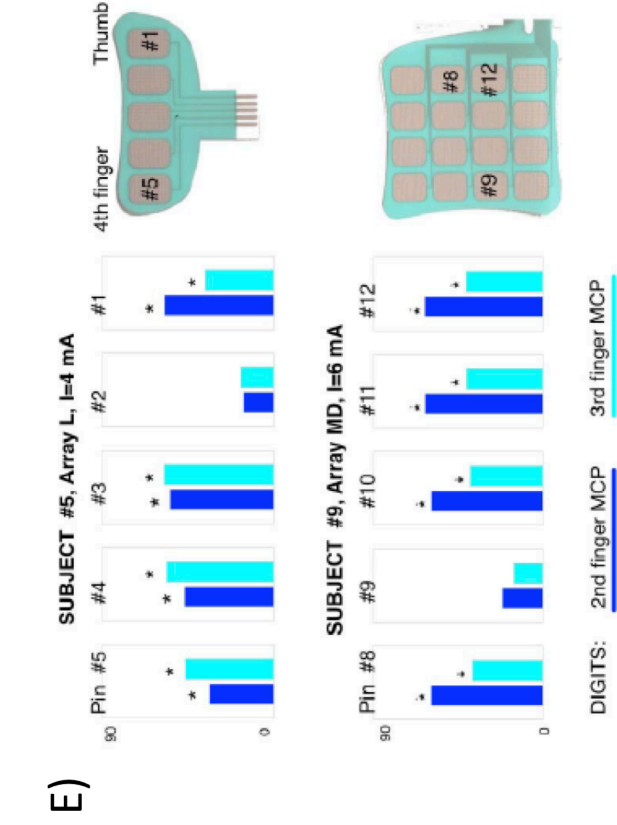 E)
SUBJECT #5, Array L, I=4 mA
Pin #5 #4 #3 #2 #1
90
0
* * * * * * * *
4th finger Thumb
#5 #1
SUBJECT #9, Array MD, I=6 mA
Pin #8 #9 #10 #11 #12
90
0
* * * * * * * *
#8
#9 #12
DIGITS: 2nd finger MCP 3rd finger MCP